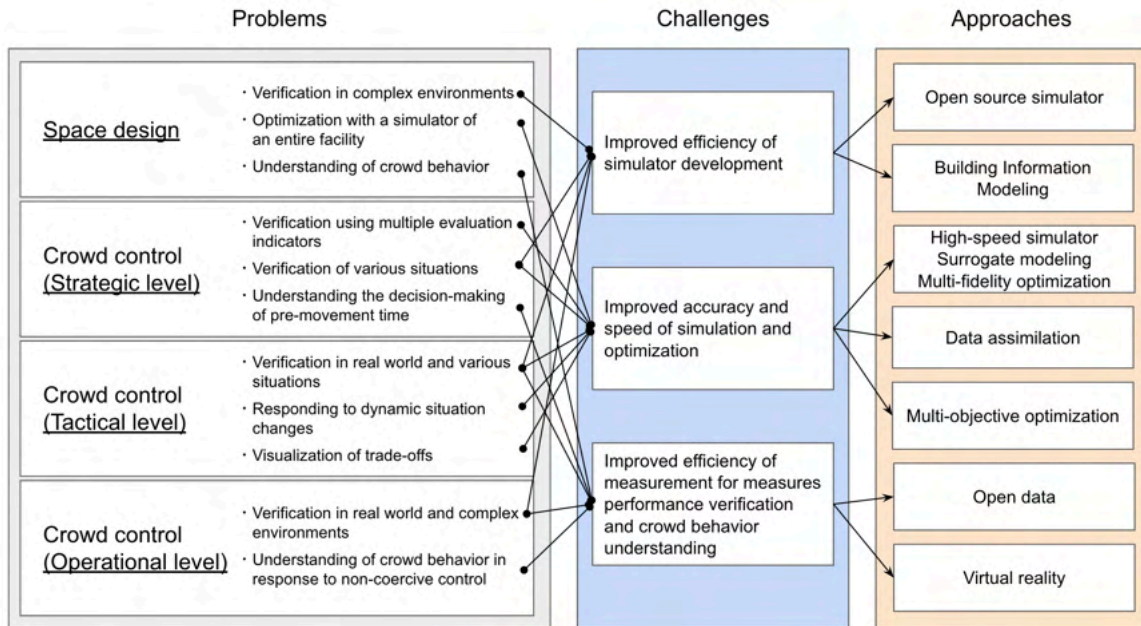 Problems
Challenges
Approaches
Space design
・Verification in complex environments
・Optimization with a simulator of
an entire facility
・Understanding of crowd behavior
Crowd control
(Strategic level)
・Verification using multiple evaluation
indicators
・Verification of various situations
・Understanding the decision-making
of pre-movement time
Crowd control
(Tactical level)
・Verification in real world and various
situations
・Responding to dynamic situation
changes
・Visualization of trade-offs
Crowd control
(Operational level)
・Verification in real world and complex
environments
・Understanding of crowd behavior in
response to non-coercive control
Improved efficiency of
simulator development
Improved accuracy and
speed of simulation and
optimization
Improved efficiency of
measurement for measures
performance verification
and crowd behavior
understanding
Open source simulator
Building Information
Modeling
High-speed simulator
Surrogate modeling
Multi-fidelity optimization
Data assimilation
Multi-objective optimization
Open data
Virtual reality